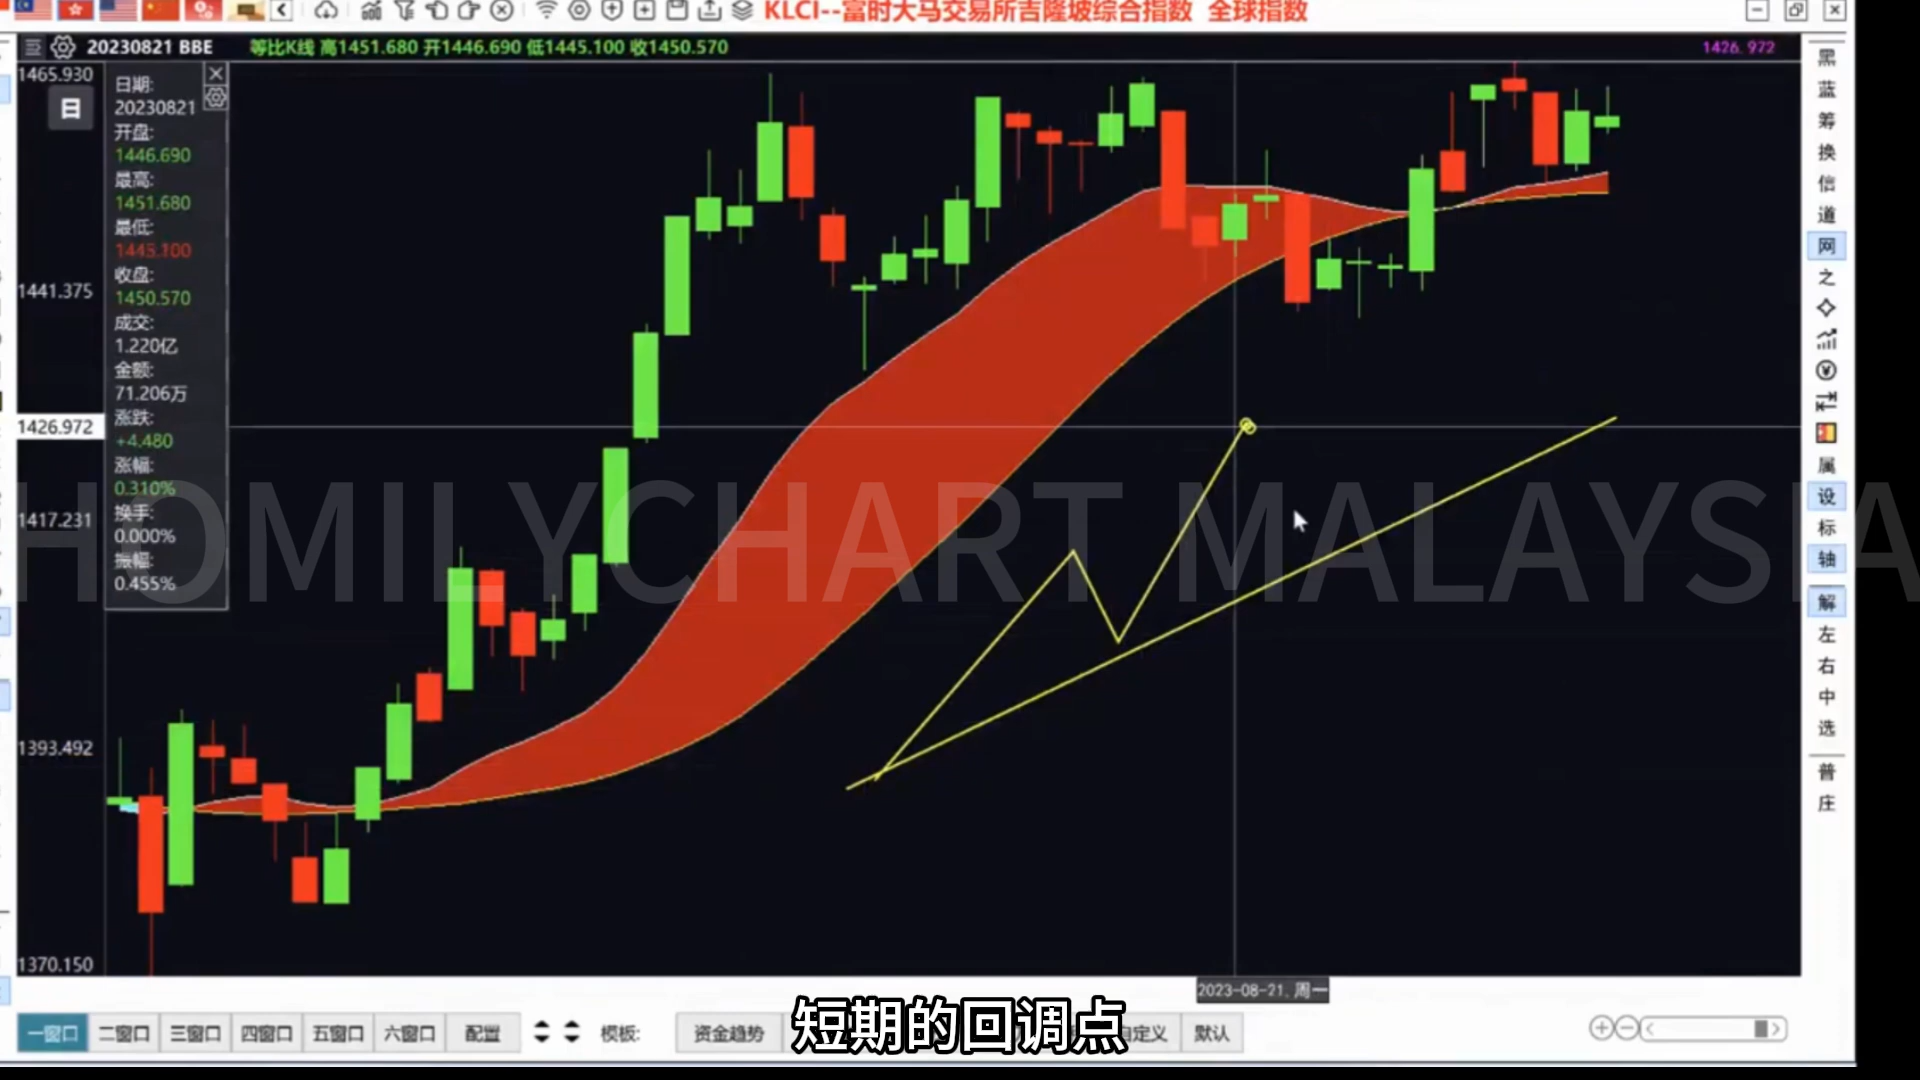 KLCI--富时大马交易所吉隆坡综合指数 全球指数
20230821 BBE 等比K线 高1451.680 开1446.690 低1445.100 收1450.570 1426.972
1465.930
1441.375
1426.972
1417.231
1393.492
1370.150
日
日期:
20230821
开盘:
1446.690
最高:
1451.680
最低:
1445.100
收盘:
1450.570
成交:
1.220亿
金额:
71.206万
涨跌:
+4.480
涨幅:
0.310%
换手:
0.000%
振幅:
0.455%
HOMILYCHART MALAYSIA
黑
蓝
筹
换
信
道
网
之
属
设
标
轴
解
左
右
中
选
普
庄
2023-08-21, 周一
一窗口 二窗口 三窗口 四窗口 五窗口 六窗口 配置 模板: 资金趋势 自定义 默认
短期的回调点